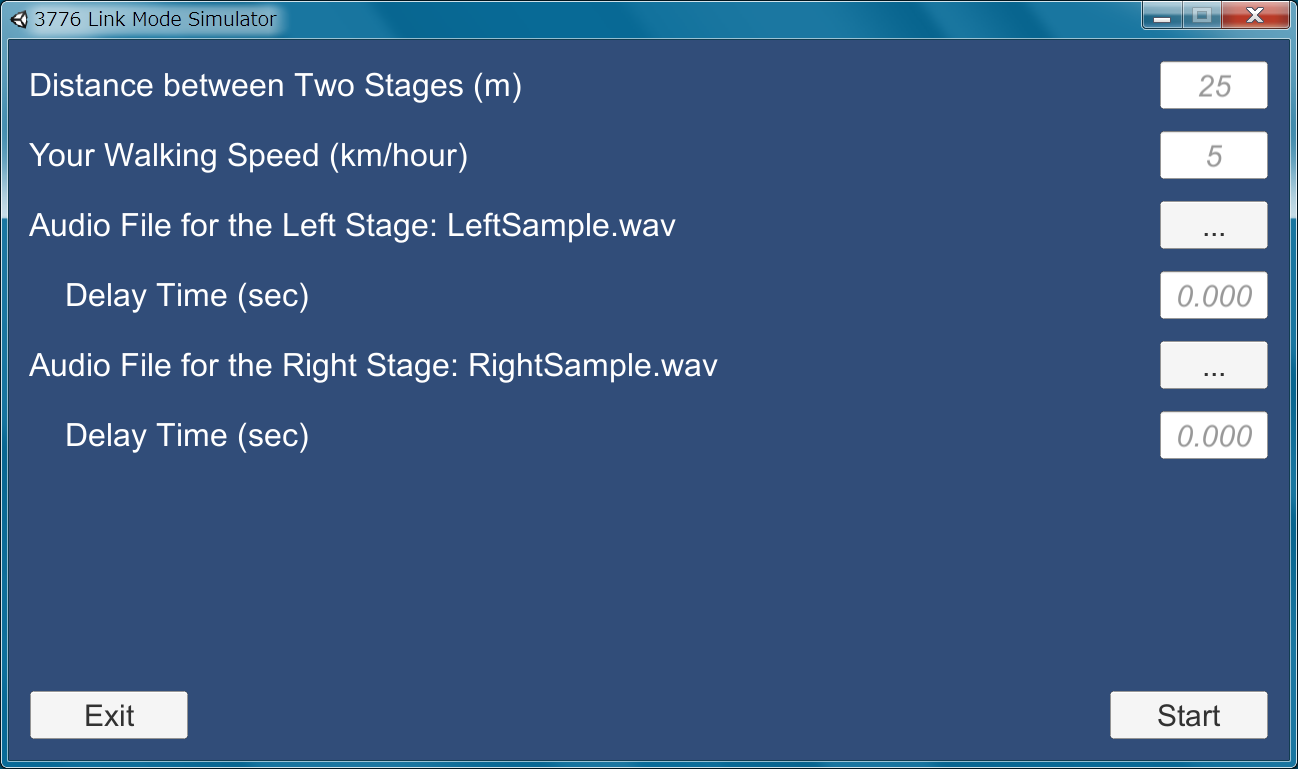 3776 Link Mode Simulator
Distance between Two Stages (m) 25
Your Walking Speed (km/hour) 5
Audio File for the Left Stage: LeftSample.wav ...
Delay Time (sec) 0.000
Audio File for the Right Stage: RightSample.wav ...
Delay Time (sec) 0.000
Exit Start